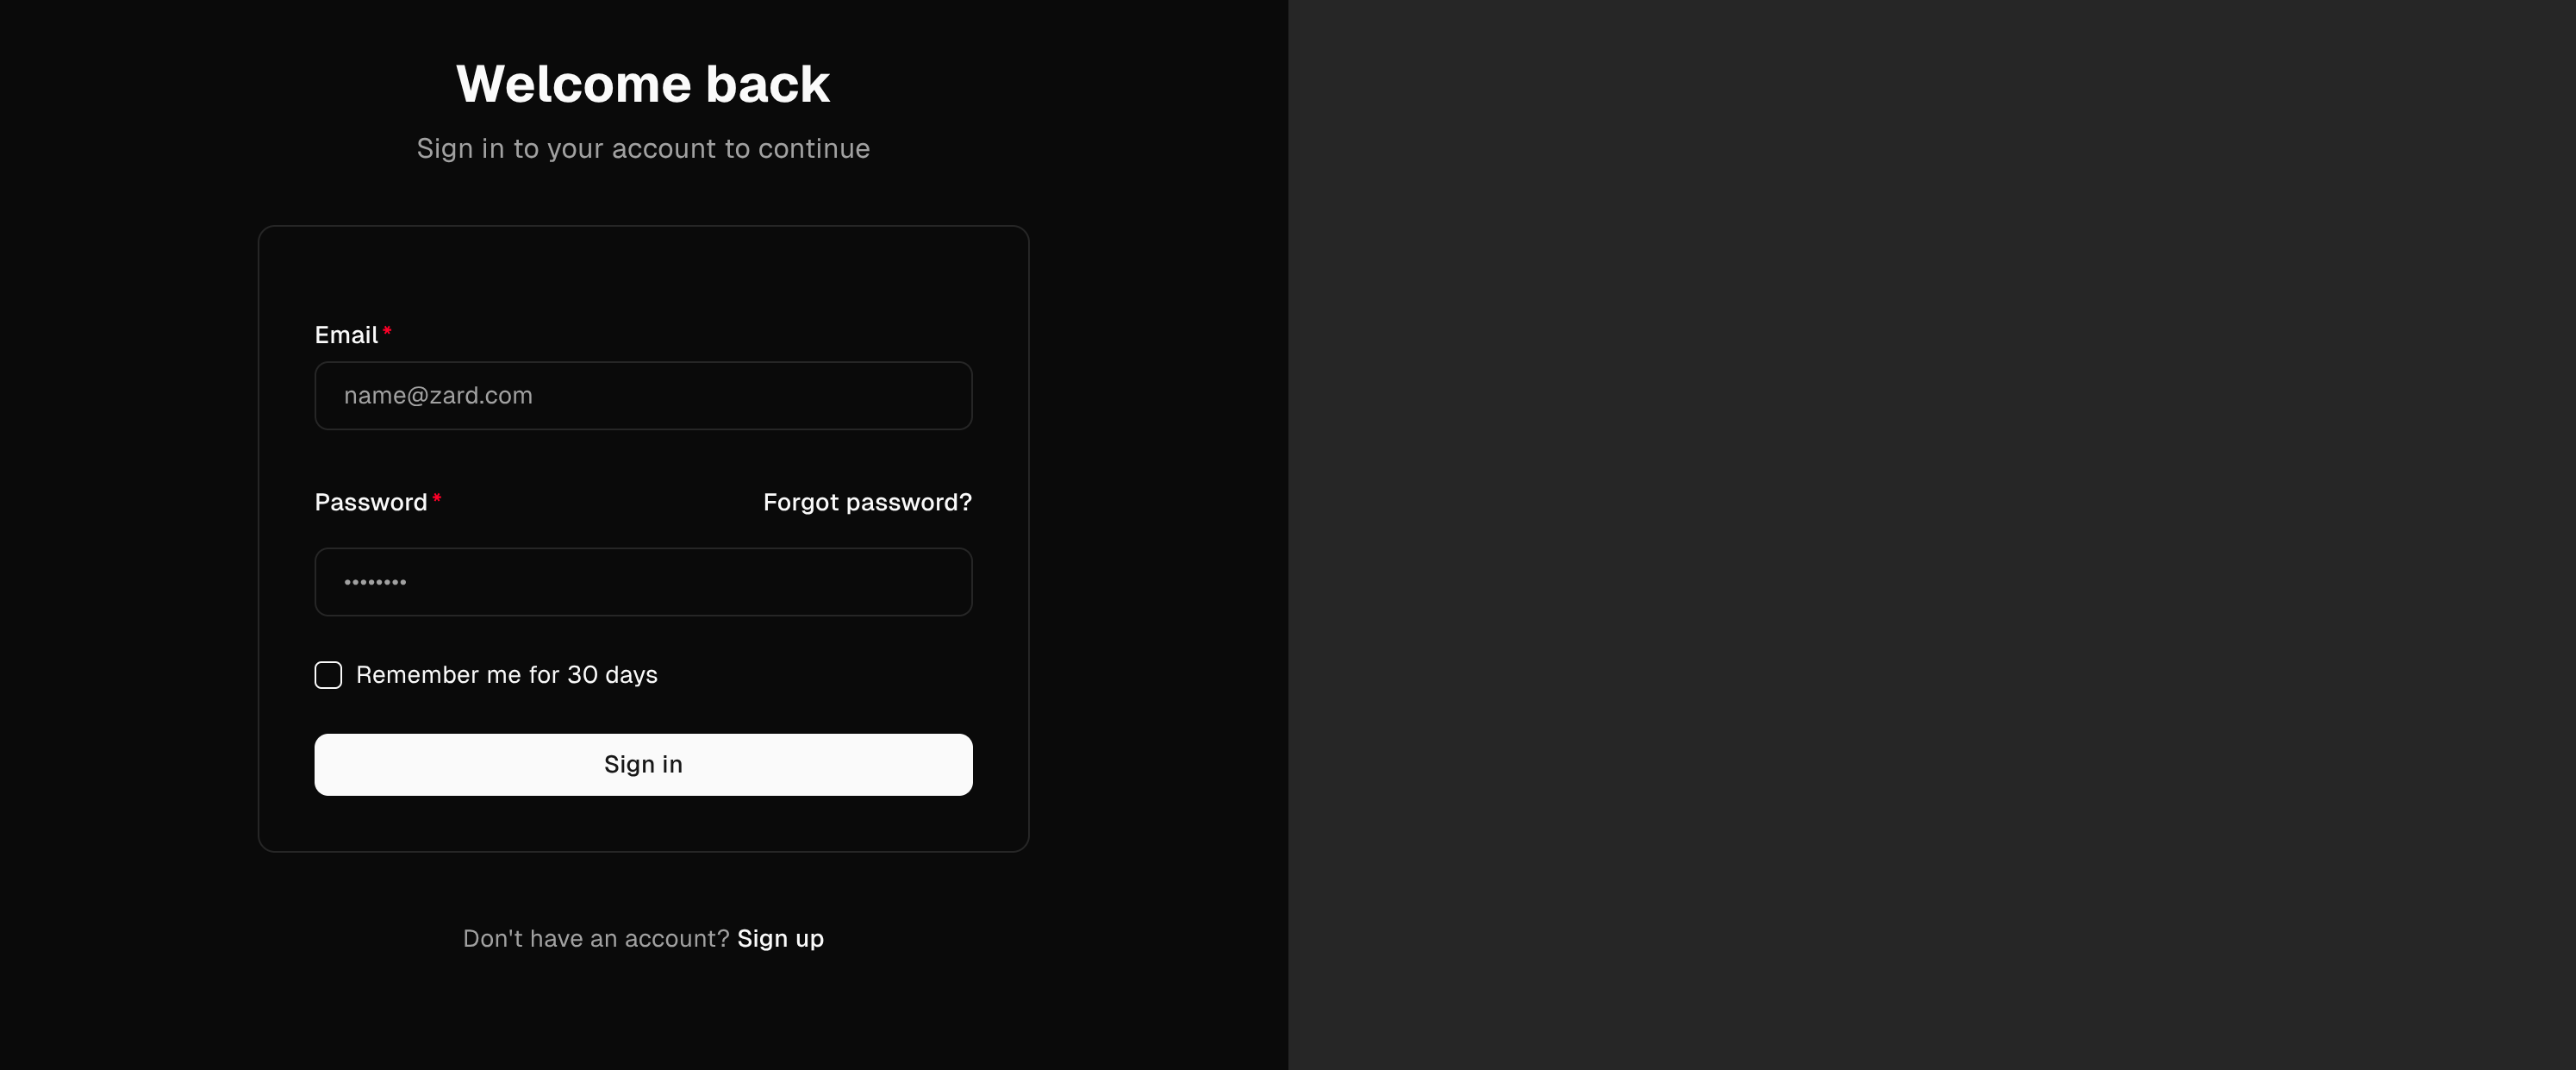 Welcome back
Sign in to your account to continue
Email*
name@zard.com
Password*
Forgot password?
••••••••
Remember me for 30 days
Sign in
Don't have an account? Sign up